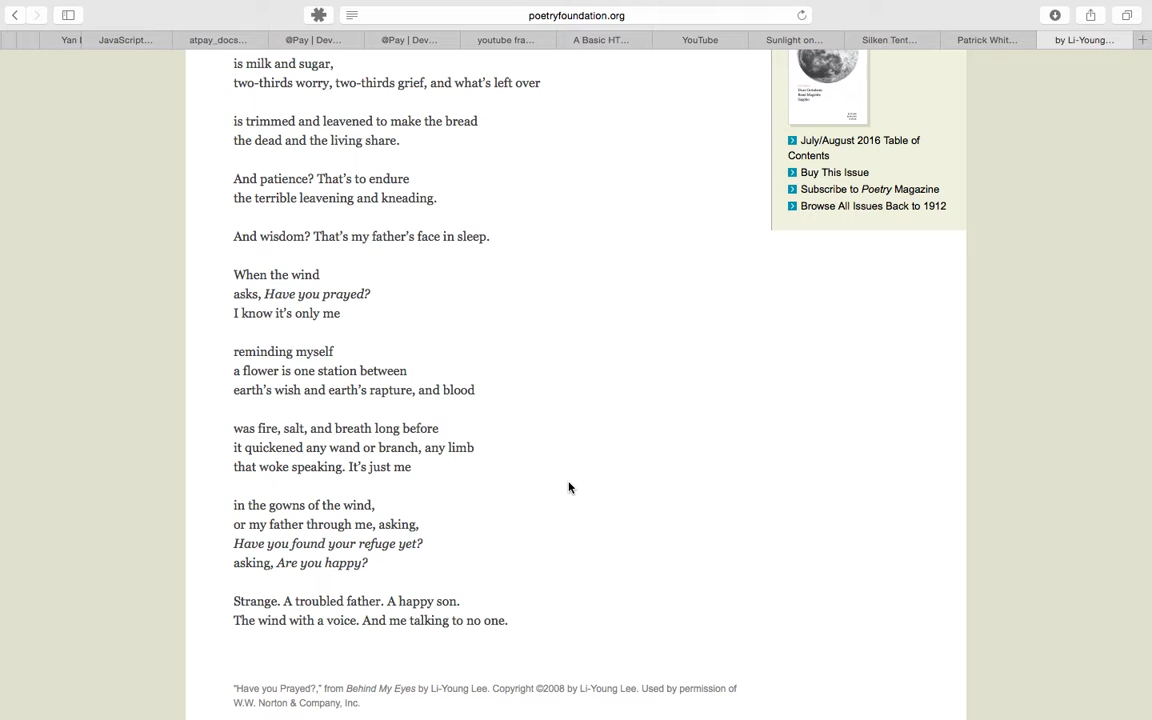 poetryfoundation.org
Yan
JavaScript...
atpay_docs...
@Pay | Dev...
@Pay | Dev...
youtube fra...
A Basic HT...
YouTube
Sunlight on...
Silken Tent...
Patrick Whit...
by Li-Young...
is milk and sugar,
two-thirds worry, two-thirds grief, and what’s left over
is trimmed and leavened to make the bread
the dead and the living share.
And patience? That’s to endure
the terrible leavening and kneading.
And wisdom? That’s my father’s face in sleep.
When the wind
asks, Have you prayed?
I know it’s only me
reminding myself
a flower is one station between
earth’s wish and earth’s rapture, and blood
was fire, salt, and breath long before
it quickened any wand or branch, any limb
that woke speaking. It’s just me
in the gowns of the wind,
or my father through me, asking,
Have you found your refuge yet?
asking, Are you happy?
Strange. A troubled father. A happy son.
The wind with a voice. And me talking to no one.
"Have you Prayed?," from Behind My Eyes by Li-Young Lee. Copyright ©2008 by Li-Young Lee. Used by permission of
W.W. Norton & Company, Inc.
July/August 2016 Table of
Contents
Buy This Issue
Subscribe to Poetry Magazine
Browse All Issues Back to 1912